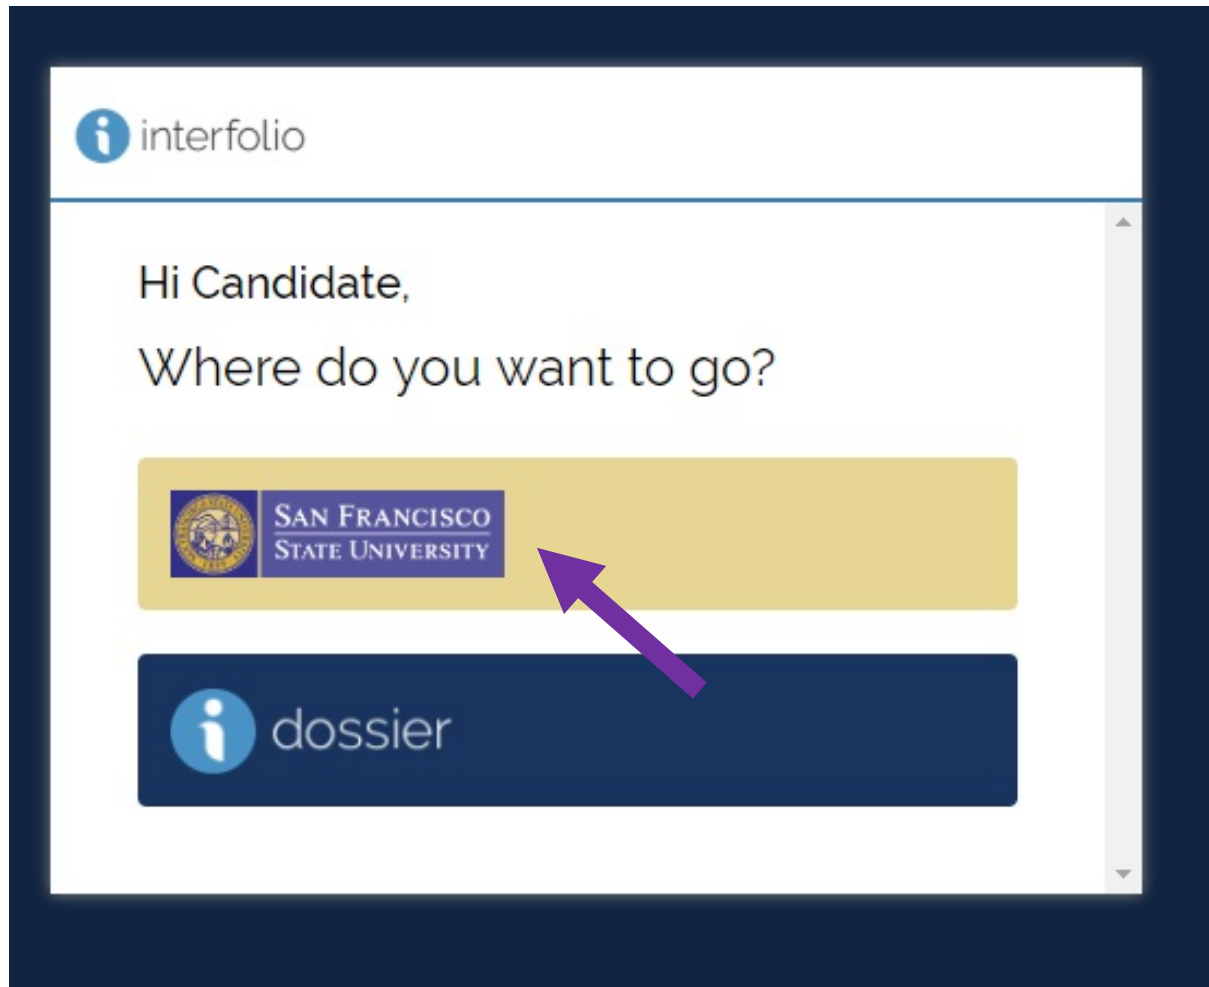 interfolio
Hi Candidate,
Where do you want to go?
SAN FRANCISCO
STATE UNIVERSITY
dossier